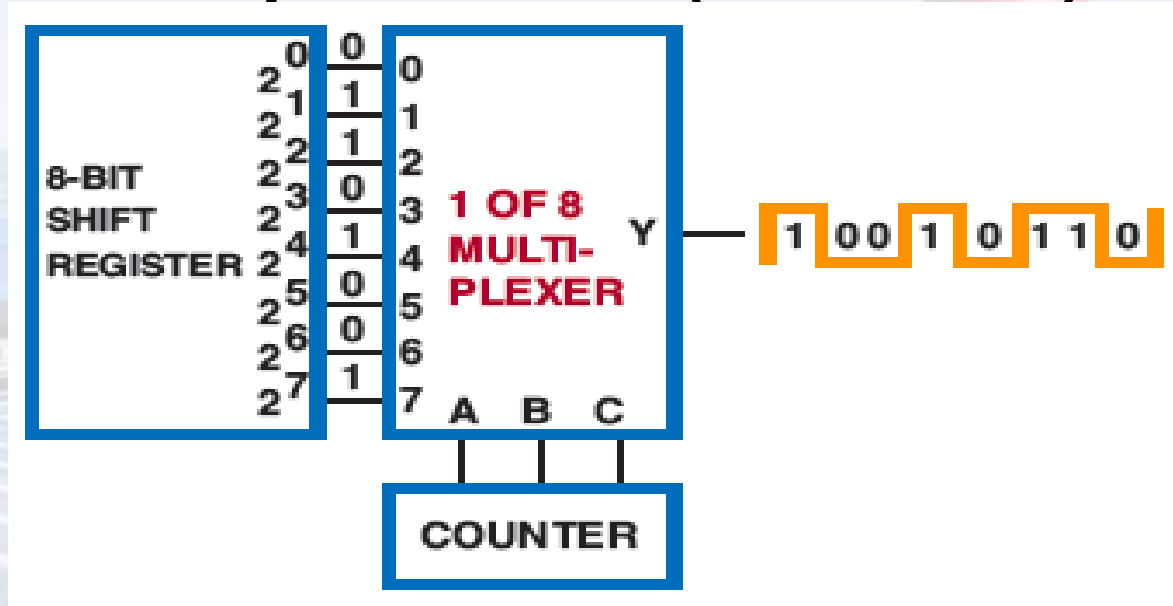 8-BIT
SHIFT
REGISTER
2⁰
2¹
2²
2³
2⁴
2⁵
2⁶
2⁷
0
1
1
0
1
0
0
1
0
1
2
3
4
5
6
7
1 OF 8
MULTI-
PLEXER
Y
A B C
1 0 0 1 0 1 1 0
COUNTER